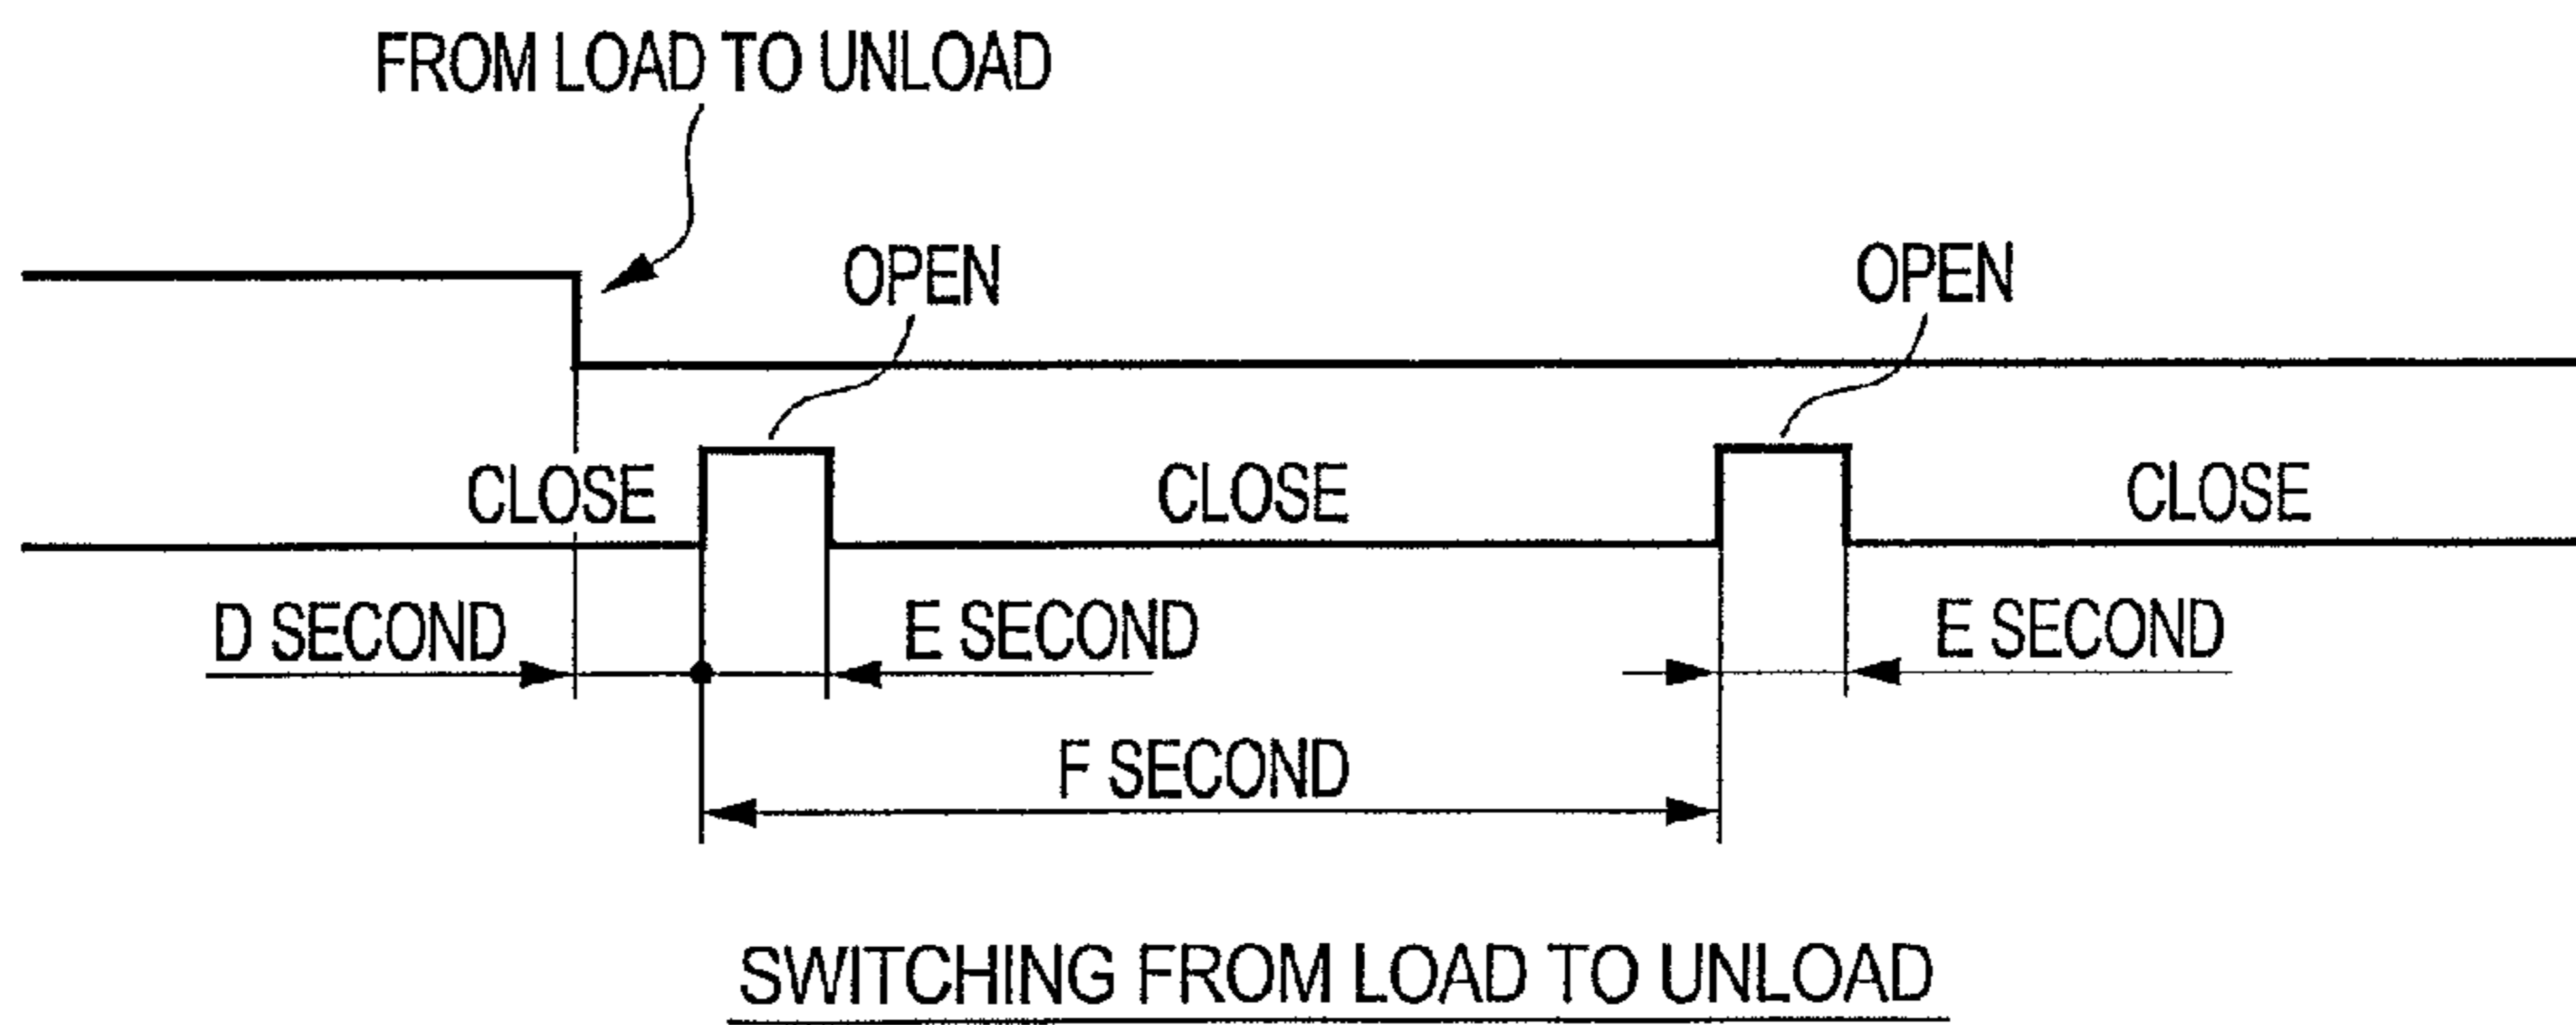 FROM LOAD TO UNLOAD
OPEN
OPEN
CLOSE
CLOSE
CLOSE
D SECOND
E SECOND
E SECOND
F SECOND
SWITCHING FROM LOAD TO UNLOAD